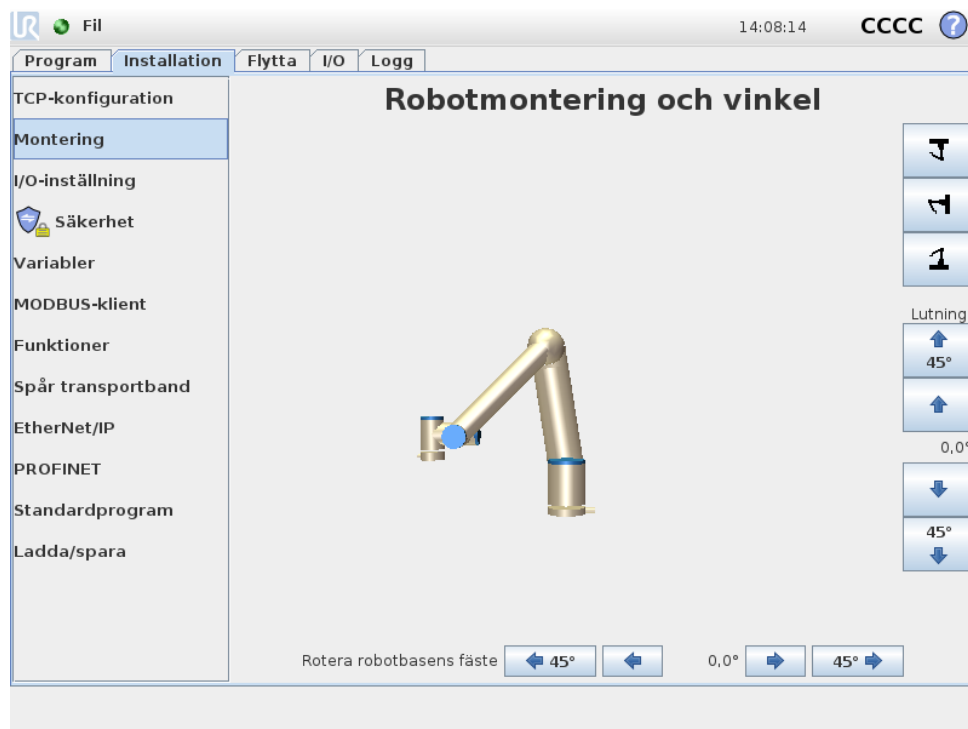 UR Fil 14:08:14 CCCC ?
Program Installation Flytta I/O Logg
TCP-konfiguration
Montering
I/O-inställning
Säkerhet
Variabler
MODBUS-klient
Funktioner
Spår transportband
EtherNet/IP
PROFINET
Standardprogram
Ladda/spara
Robotmontering och vinkel
Lutning
45°
0,0°
45°
Rotera robotbasens fäste 45° 0,0° 45°